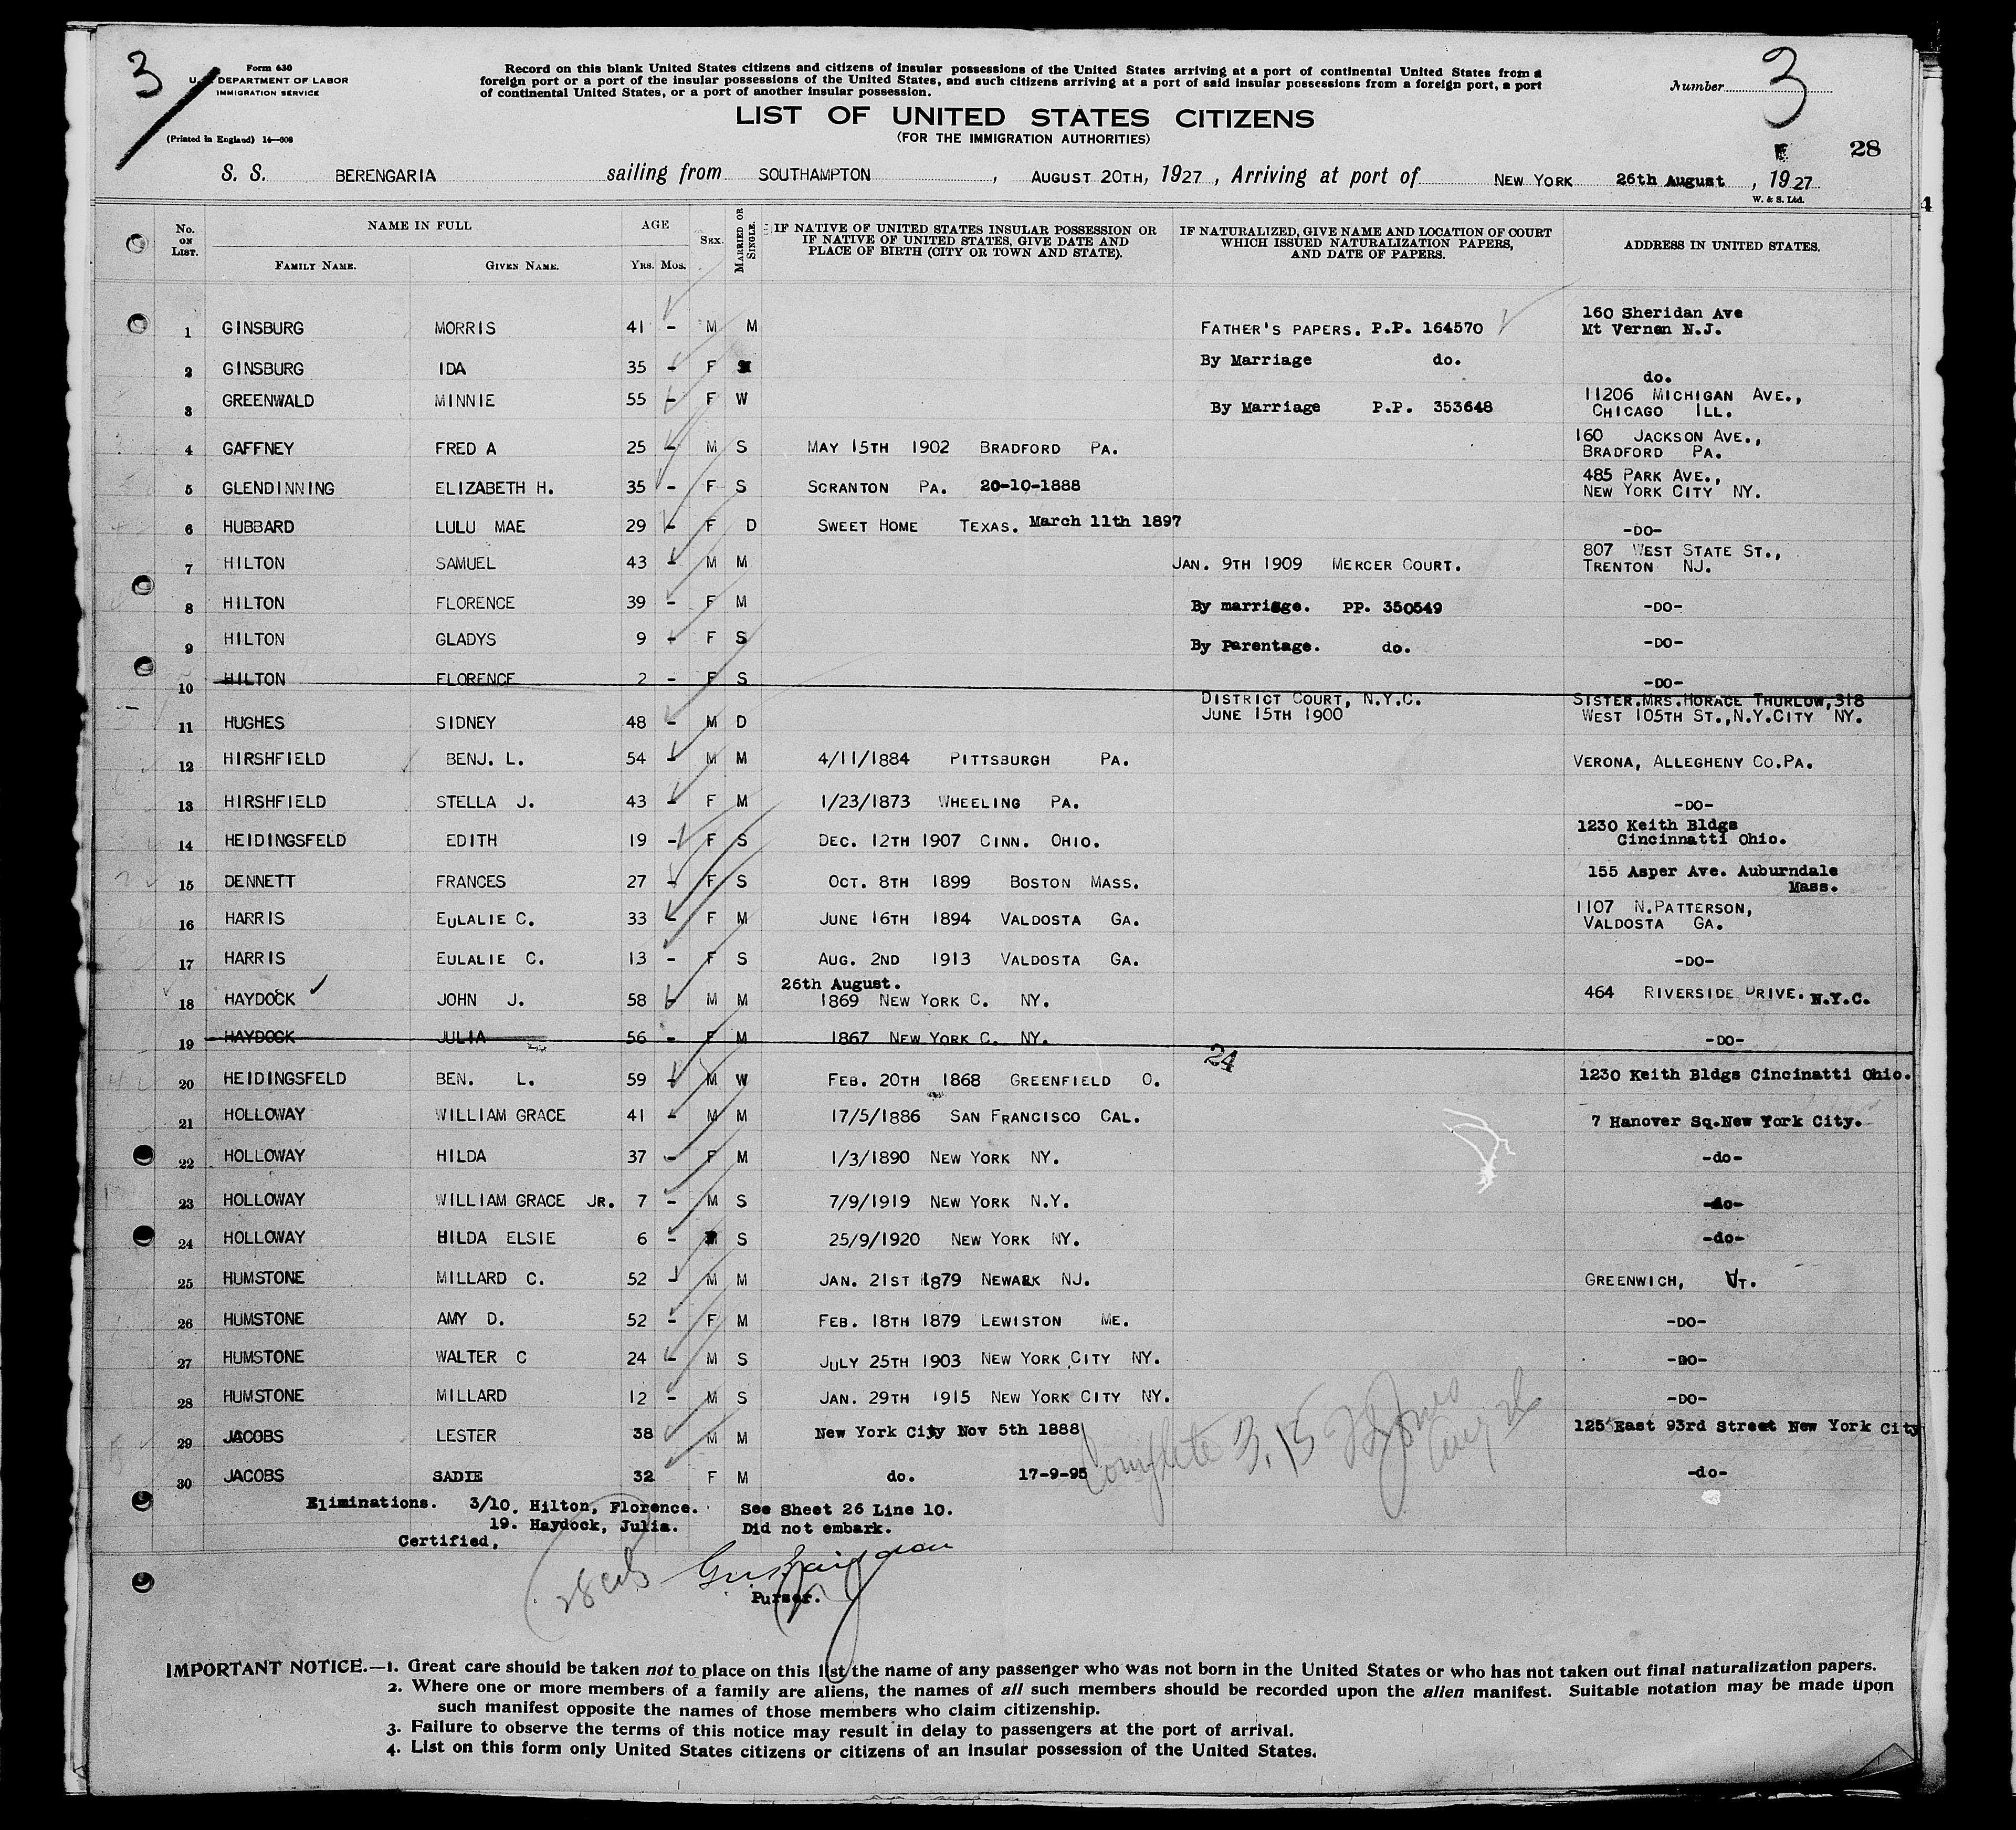 3
Form 630
U. S. DEPARTMENT OF LABOR
IMMIGRATION SERVICE
(Printed in England) 14—608
Record on this blank United States citizens and citizens of insular possessions of the United States arriving at a port of continental United States from a
foreign port or a port of the insular possessions of the United States, and such citizens arriving at a port of said insular possessions from a foreign port, a port
of continental United States, or a port of another insular possession.
Number 3
LIST OF UNITED STATES CITIZENS
(FOR THE IMMIGRATION AUTHORITIES)
28
S. S. BERENGARIA sailing from SOUTHAMPTON, AUGUST 20TH, 1927, Arriving at port of NEW YORK 26th August, 1927
W. & S. Ltd.
No. ON LIST. NAME IN FULL FAMILY NAME. GIVEN NAME. AGE YRS. MOS. SEX. MARRIED OR SINGLE. IF NATIVE OF UNITED STATES INSULAR POSSESSION OR IF NATIVE OF UNITED STATES, GIVE DATE AND PLACE OF BIRTH (CITY OR TOWN AND STATE). IF NATURALIZED, GIVE NAME AND LOCATION OF COURT WHICH ISSUED NATURALIZATION PAPERS, AND DATE OF PAPERS. ADDRESS IN UNITED STATES.
1 GINSBURG MORRIS 41 - M M FATHER'S PAPERS. P.P. 164570 160 Sheridan Ave Mt Vernon N.J.
2 GINSBURG IDA 35 - F By Marriage do. do.
3 GREENWALD MINNIE 55 - F W By Marriage P.P. 353648 11206 MICHIGAN AVE., CHICAGO ILL.
4 GAFFNEY FRED A 25 - M S MAY 15TH 1902 BRADFORD PA. 160 JACKSON AVE., BRADFORD PA.
5 GLENDINNING ELIZABETH H. 35 - F S SCRANTON PA. 20-10-1888 485 PARK AVE., NEW YORK CITY NY.
6 HUBBARD LULU MAE 29 - F D SWEET HOME TEXAS. March 11th 1897 -DO-
7 HILTON SAMUEL 43 - M M JAN. 9TH 1909 MERCER COURT. 807 WEST STATE ST., TRENTON NJ.
8 HILTON FLORENCE 39 - F M By marriage. PP. 350549 -DO-
9 HILTON GLADYS 9 - F S By Parentage. do. -DO-
10 HILTON FLORENCE 2 - F S -DO-
11 HUGHES SIDNEY 48 - M D DISTRICT COURT, N.Y.C. JUNE 15TH 1900 SISTER.MRS.HORACE THURLOW,318 WEST 105TH ST.,N.Y.CITY NY.
12 HIRSHFIELD BENJ. L. 54 - M M 4/11/1884 PITTSBURGH PA. VERONA, ALLEGHENY CO.PA.
13 HIRSHFIELD STELLA J. 43 - F M 1/23/1873 WHEELING PA. -DO-
14 HEIDINGSFELD EDITH 19 - F S DEC. 12TH 1907 CINN. OHIO. 1230 Keith Bldgs Cincinnatti Ohio.
15 DENNETT FRANCES 27 - F S OCT. 8TH 1899 BOSTON MASS. 155 Asper Ave. Auburndale Mass.
16 HARRIS EULALIE C. 33 - F M JUNE 16TH 1894 VALDOSTA GA. 1107 N.PATTERSON, VALDOSTA GA.
17 HARRIS EULALIE C. 13 - F S AUG. 2ND 1913 VALDOSTA GA. -DO-
18 HAYDOCK JOHN J. 58 - M M 26th August. 1869 NEW YORK C. NY. 464 RIVERSIDE DRIVE. N.Y.C.
19 HAYDOCK JULIA 56 - F M 1867 NEW YORK C. NY. -DO-
24
20 HEIDINGSFELD BEN. L. 59 - M W FEB. 20TH 1868 GREENFIELD O. 1230 Keith Bldgs Cincinatti Ohio.
21 HOLLOWAY WILLIAM GRACE 41 - M M 17/5/1886 SAN FRANCISCO CAL. 7 Hanover Sq.New York City.
22 HOLLOWAY HILDA 37 - F M 1/3/1890 NEW YORK NY. -do-
23 HOLLOWAY WILLIAM GRACE JR. 7 - M S 7/9/1919 NEW YORK N.Y. -do-
24 HOLLOWAY HILDA ELSIE 6 - S 25/9/1920 NEW YORK NY. -do-
25 HUMSTONE MILLARD C. 52 - M M JAN. 21ST 1879 NEWARK NJ. GREENWICH, VT.
26 HUMSTONE AMY D. 52 - F M FEB. 18TH 1879 LEWISTON ME. -DO-
27 HUMSTONE WALTER C 24 - M S JULY 25TH 1903 NEW YORK CITY NY. -DO-
28 HUMSTONE MILLARD 12 - M S JAN. 29TH 1915 NEW YORK CITY NY. -DO-
29 JACOBS LESTER 38 M M New York City Nov 5th 1888 125 East 93rd Street New York City
30 JACOBS SADIE 32 F M do. 17-9-95 -do-
Complete 3.15
Eliminations. 3/10. Hilton, Florence. See Sheet 26 Line 10.
19. Haydock, Julia. Did not embark.
Certified,
Purser.
IMPORTANT NOTICE.—1. Great care should be taken not to place on this list the name of any passenger who was not born in the United States or who has not taken out final naturalization papers.
2. Where one or more members of a family are aliens, the names of all such members should be recorded upon the alien manifest. Suitable notation may be made upon
such manifest opposite the names of those members who claim citizenship.
3. Failure to observe the terms of this notice may result in delay to passengers at the port of arrival.
4. List on this form only United States citizens or citizens of an insular possession of the United States.